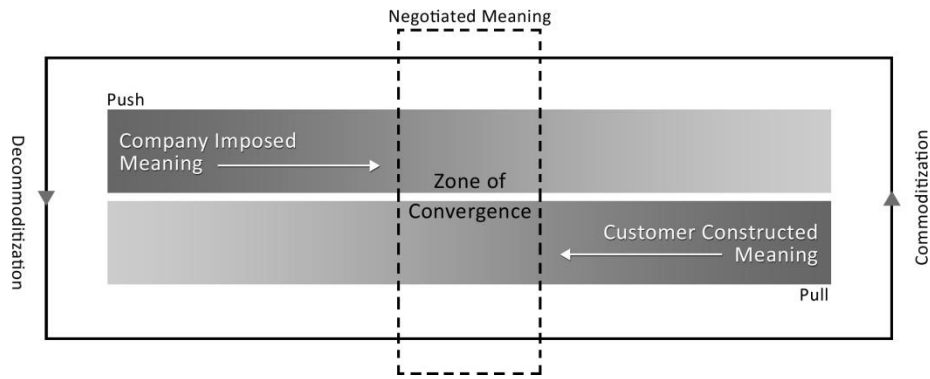 Negotiated Meaning
Push
Company Imposed
Meaning
Decommoditization
Zone of
Convergence
Commoditization
Customer Constructed
Meaning
Pull